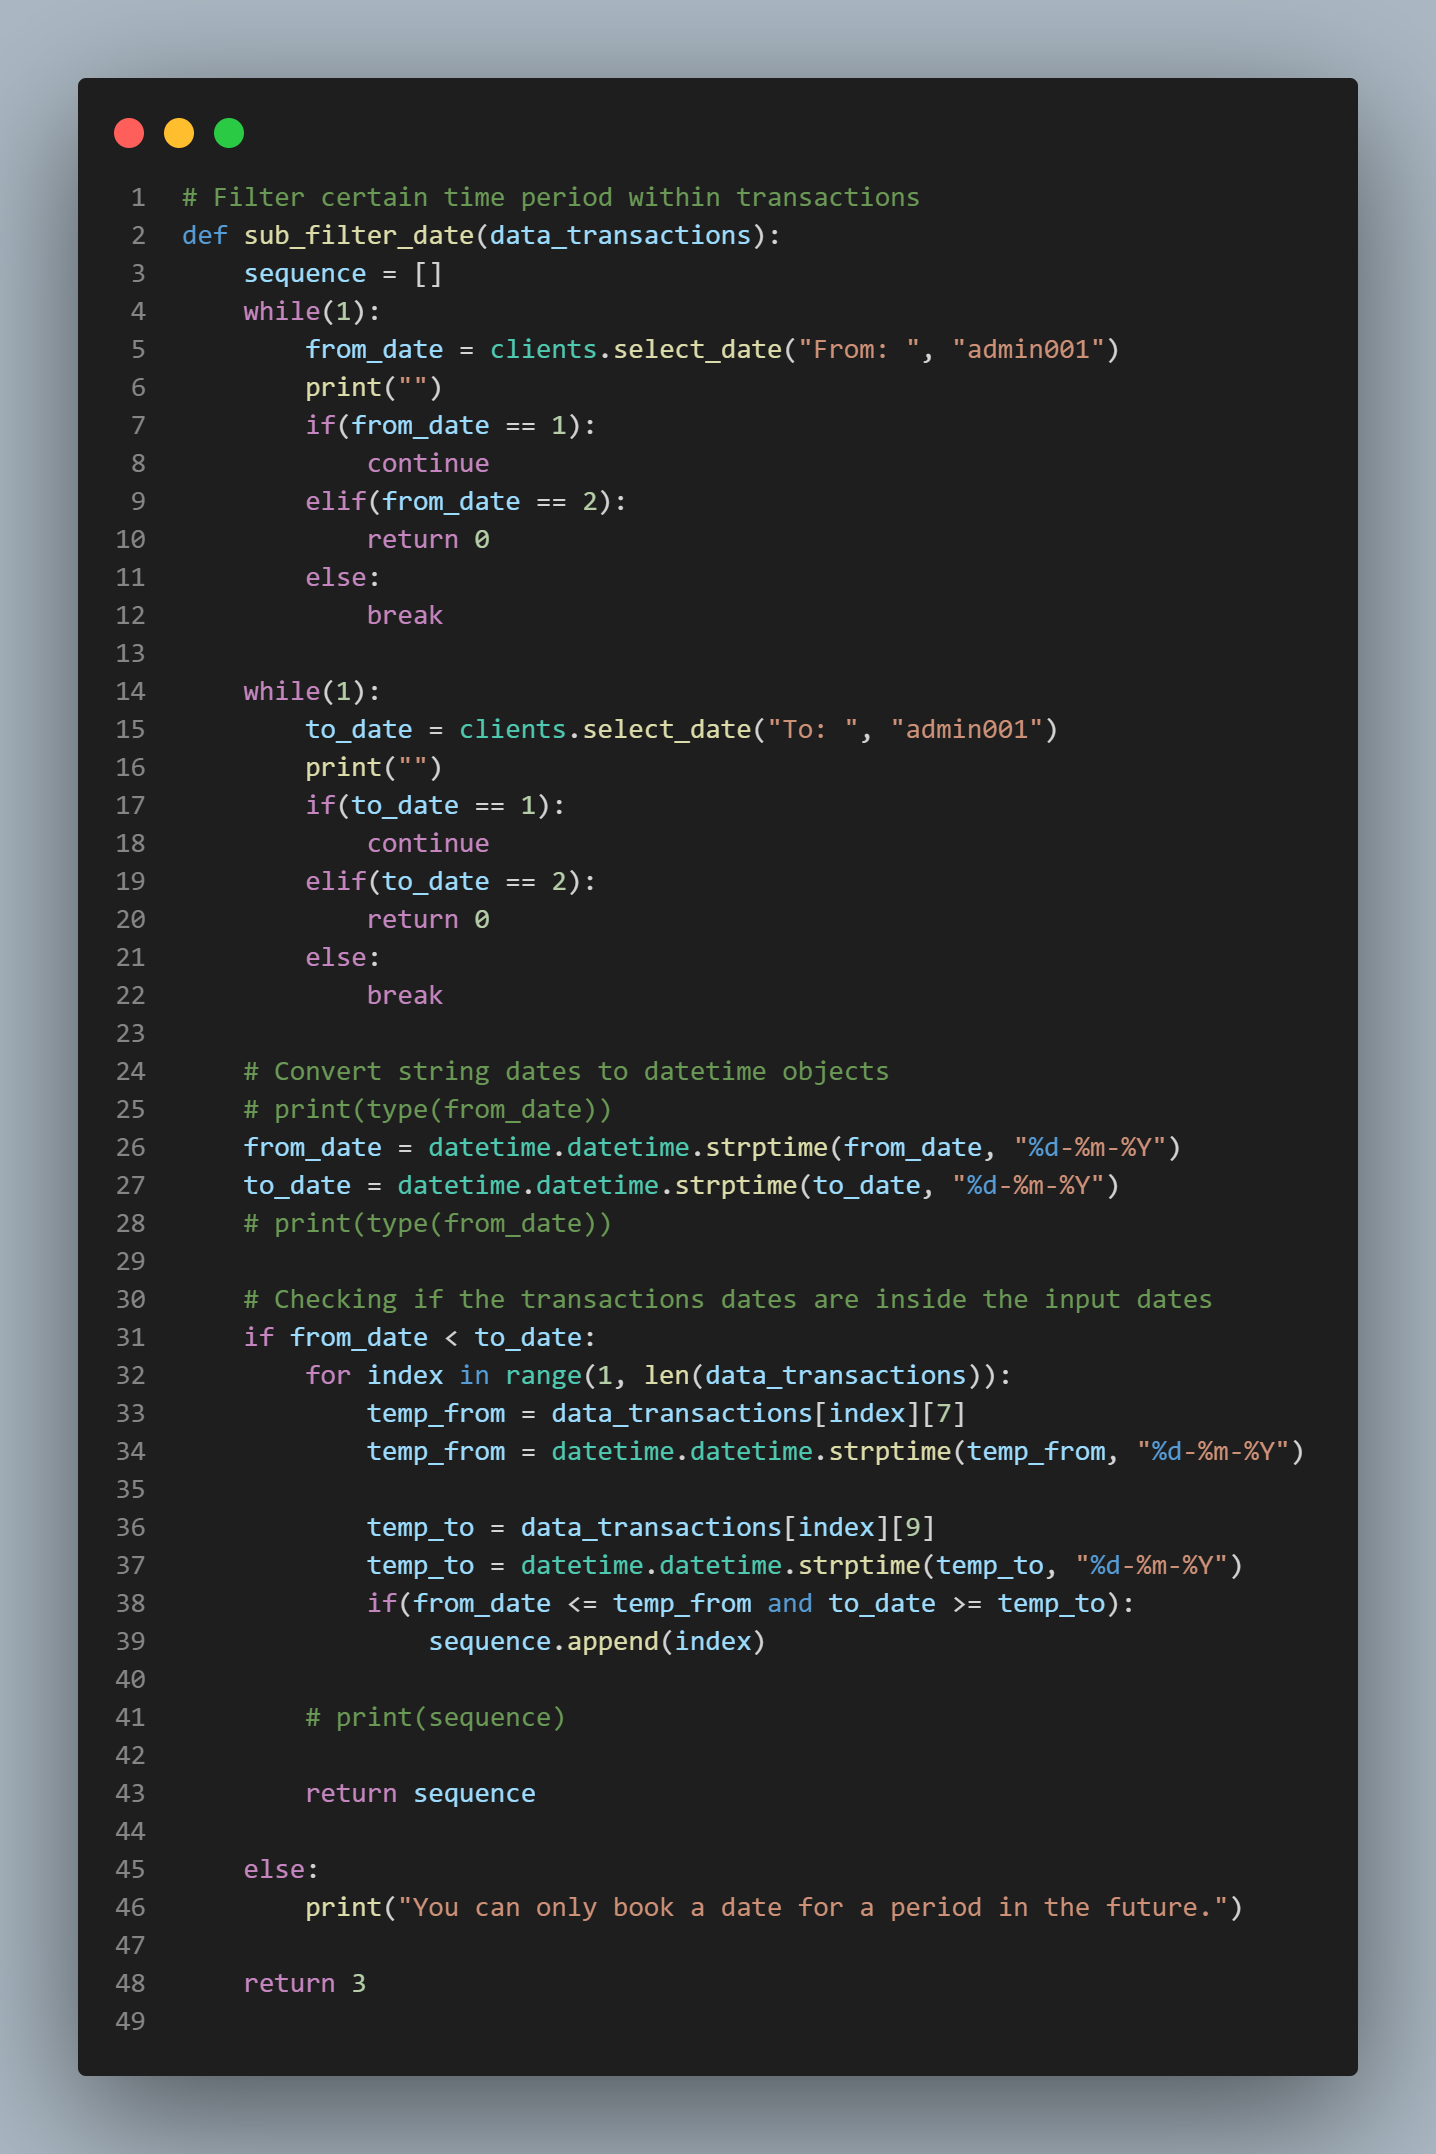 1 # Filter certain time period within transactions
2 def sub_filter_date(data_transactions):
3     sequence = []
4     while(1):
5         from_date = clients.select_date("From: ", "admin001")
6         print("")
7         if(from_date == 1):
8             continue
9         elif(from_date == 2):
10             return 0
11         else:
12             break
13
14     while(1):
15         to_date = clients.select_date("To: ", "admin001")
16         print("")
17         if(to_date == 1):
18             continue
19         elif(to_date == 2):
20             return 0
21         else:
22             break
23
24     # Convert string dates to datetime objects
25     # print(type(from_date))
26     from_date = datetime.datetime.strptime(from_date, "%d-%m-%Y")
27     to_date = datetime.datetime.strptime(to_date, "%d-%m-%Y")
28     # print(type(from_date))
29
30     # Checking if the transactions dates are inside the input dates
31     if from_date < to_date:
32         for index in range(1, len(data_transactions)):
33             temp_from = data_transactions[index][7]
34             temp_from = datetime.datetime.strptime(temp_from, "%d-%m-%Y")
35
36             temp_to = data_transactions[index][9]
37             temp_to = datetime.datetime.strptime(temp_to, "%d-%m-%Y")
38             if(from_date <= temp_from and to_date >= temp_to):
39                 sequence.append(index)
40
41         # print(sequence)
42
43         return sequence
44
45     else:
46         print("You can only book a date for a period in the future.")
47
48     return 3
49